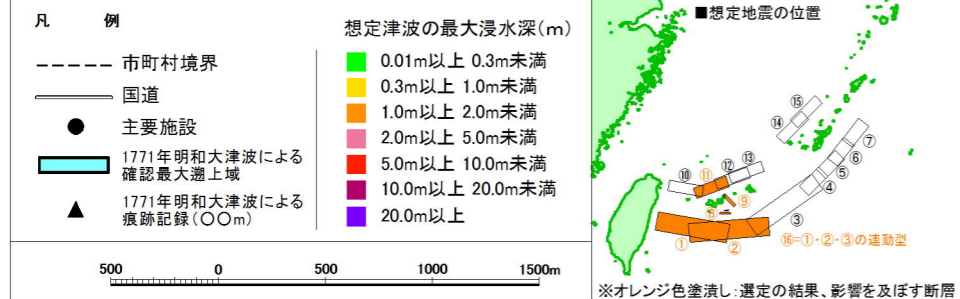 凡 例
市町村境界
国道
主要施設
1771年明和大津波による
確認最大遡上域
1771年明和大津波による
痕跡記録(〇〇m)
想定津波の最大浸水深(m)
0.01m以上 0.3m未満
0.3m以上 1.0m未満
1.0m以上 2.0m未満
2.0m以上 5.0m未満
5.0m以上 10.0m未満
10.0m以上 20.0m未満
20.0m以上
500 0 500 1000 1500m
■想定地震の位置
⑮
⑭
⑦
⑥
⑤
④
⑬
⑫
⑪
⑩
⑨
⑧
③
①
②
⑯=①・②・③の連動型
※オレンジ色塗潰し:選定の結果、影響を及ぼす断層